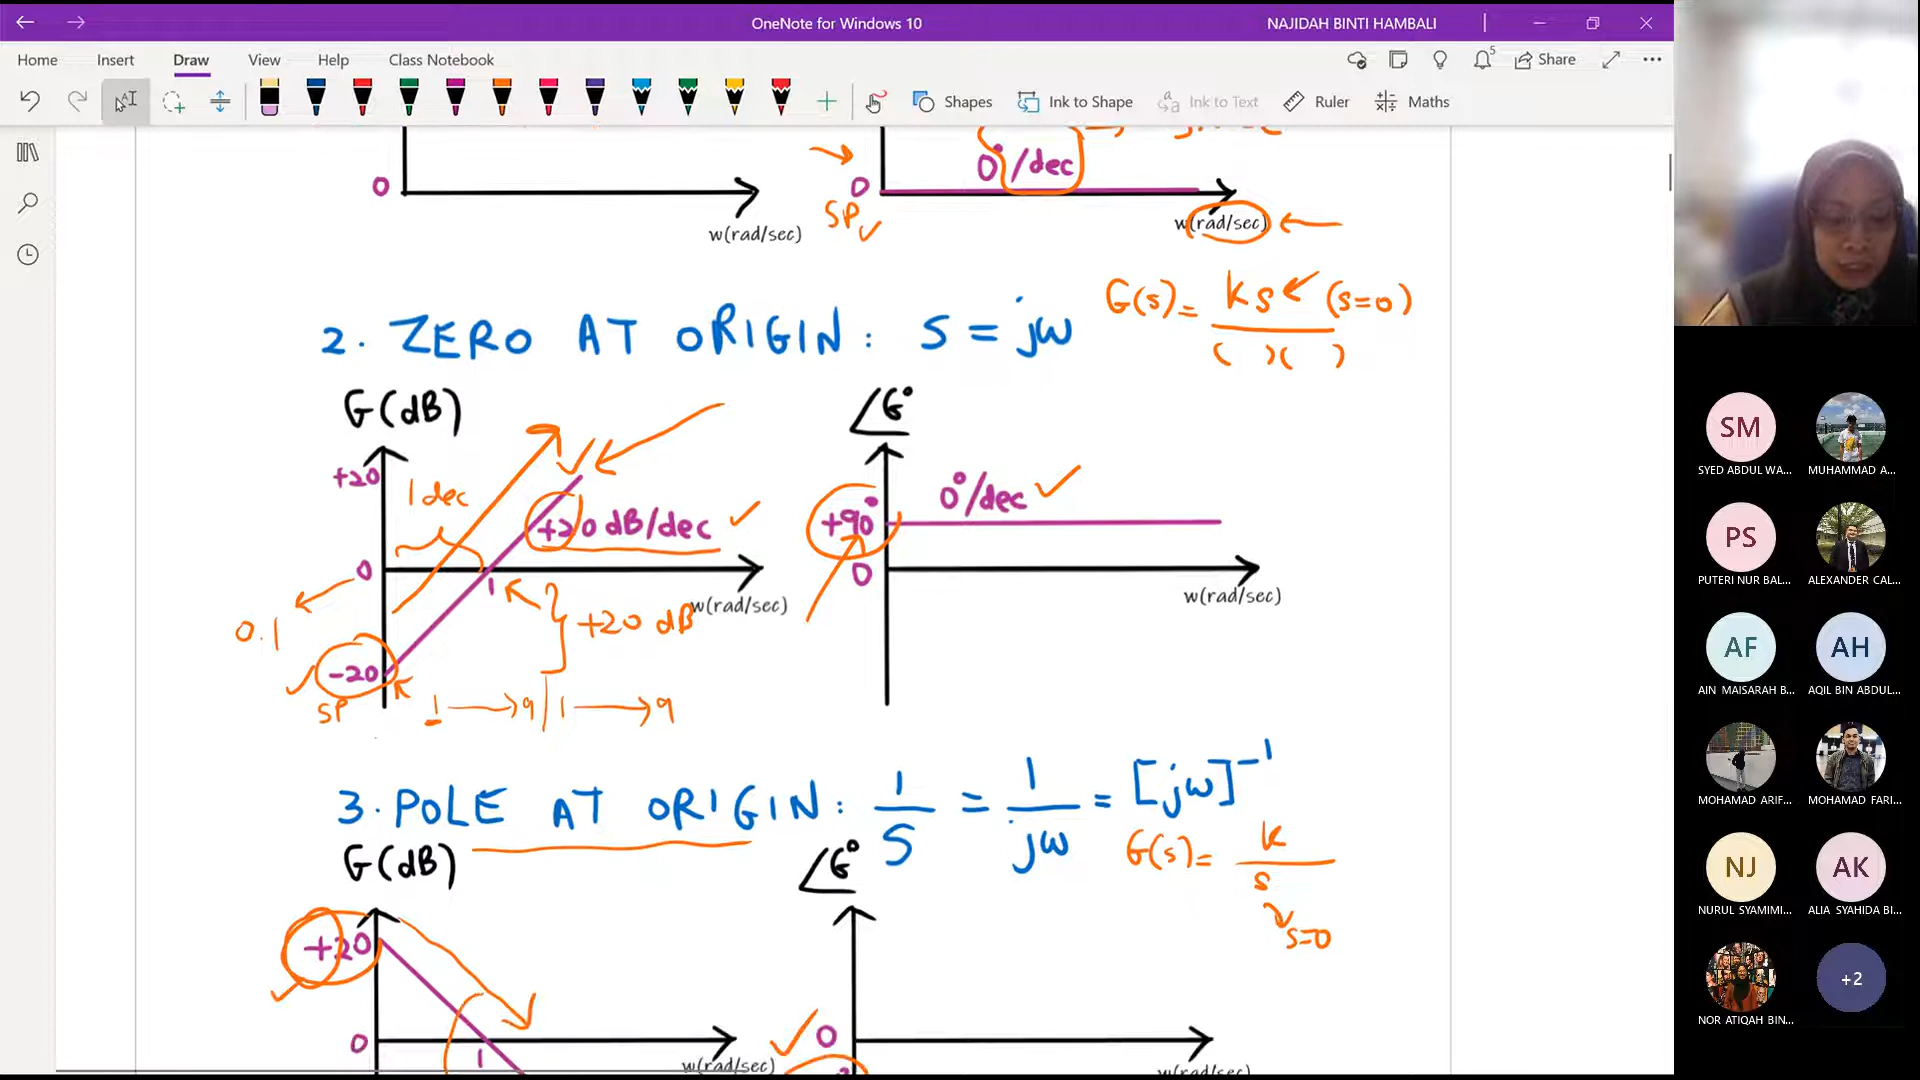 OneNote for Windows 10
NAJIDAH BINTI HAMBALI
Home Insert Draw View Help Class Notebook
5 Share
Shapes Ink to Shape Ink to Text Ruler Maths
0
w(rad/sec)
0°/dec
0
SP
w(rad/sec)
2. ZERO AT ORIGIN: S = jω
G(s) = ks (s=0)
( )( )
G(dB)
+20
1 dec
+20 dB/dec
0
1
0.1
+20 dB
w(rad/sec)
-20
SP
1 → 9 | 1 → 9
∠G°
0°/dec
+90°
0
w(rad/sec)
3. POLE AT ORIGIN: 1/S = 1/jω = [jω]⁻¹
G(s) = k/s
s=0
G(dB)
+20
0
1
w(rad/sec)
∠G°
0
w(rad/sec)
SM
SYED ABDUL WA...
MUHAMMAD A...
PS
PUTERI NUR BAL...
ALEXANDER CAL...
AF
AIN MAISARAH B...
AH
AQIL BIN ABDUL...
MOHAMAD ARIF...
MOHAMAD FARI...
NJ
NURUL SYAMIMI...
AK
ALIA SYAHIDA BI...
NOR ATIQAH BIN...
+2